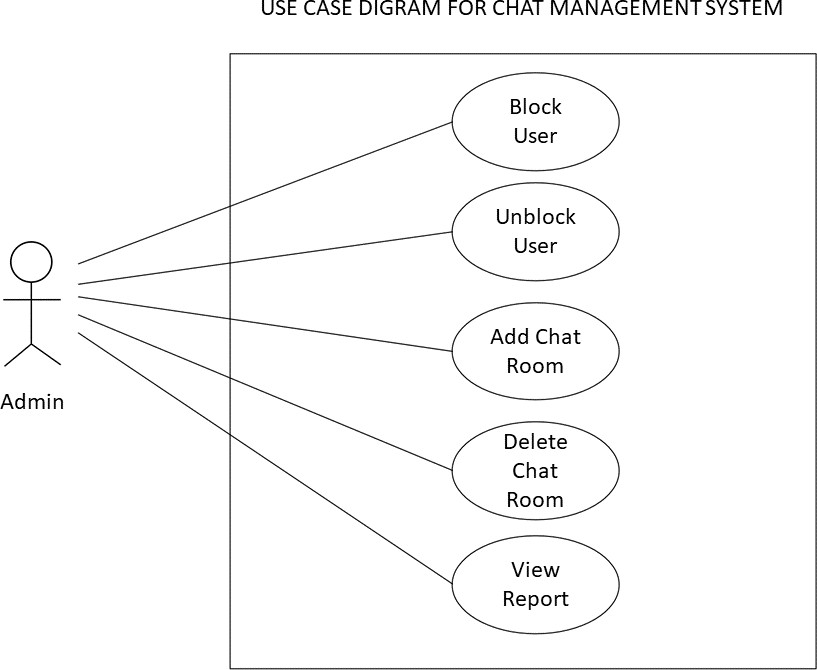 USE CASE DIGRAM FOR CHAT MANAGEMENT SYSTEM
Block
User
Unblock
User
Add Chat
Room
Admin
Delete
Chat
Room
View
Report